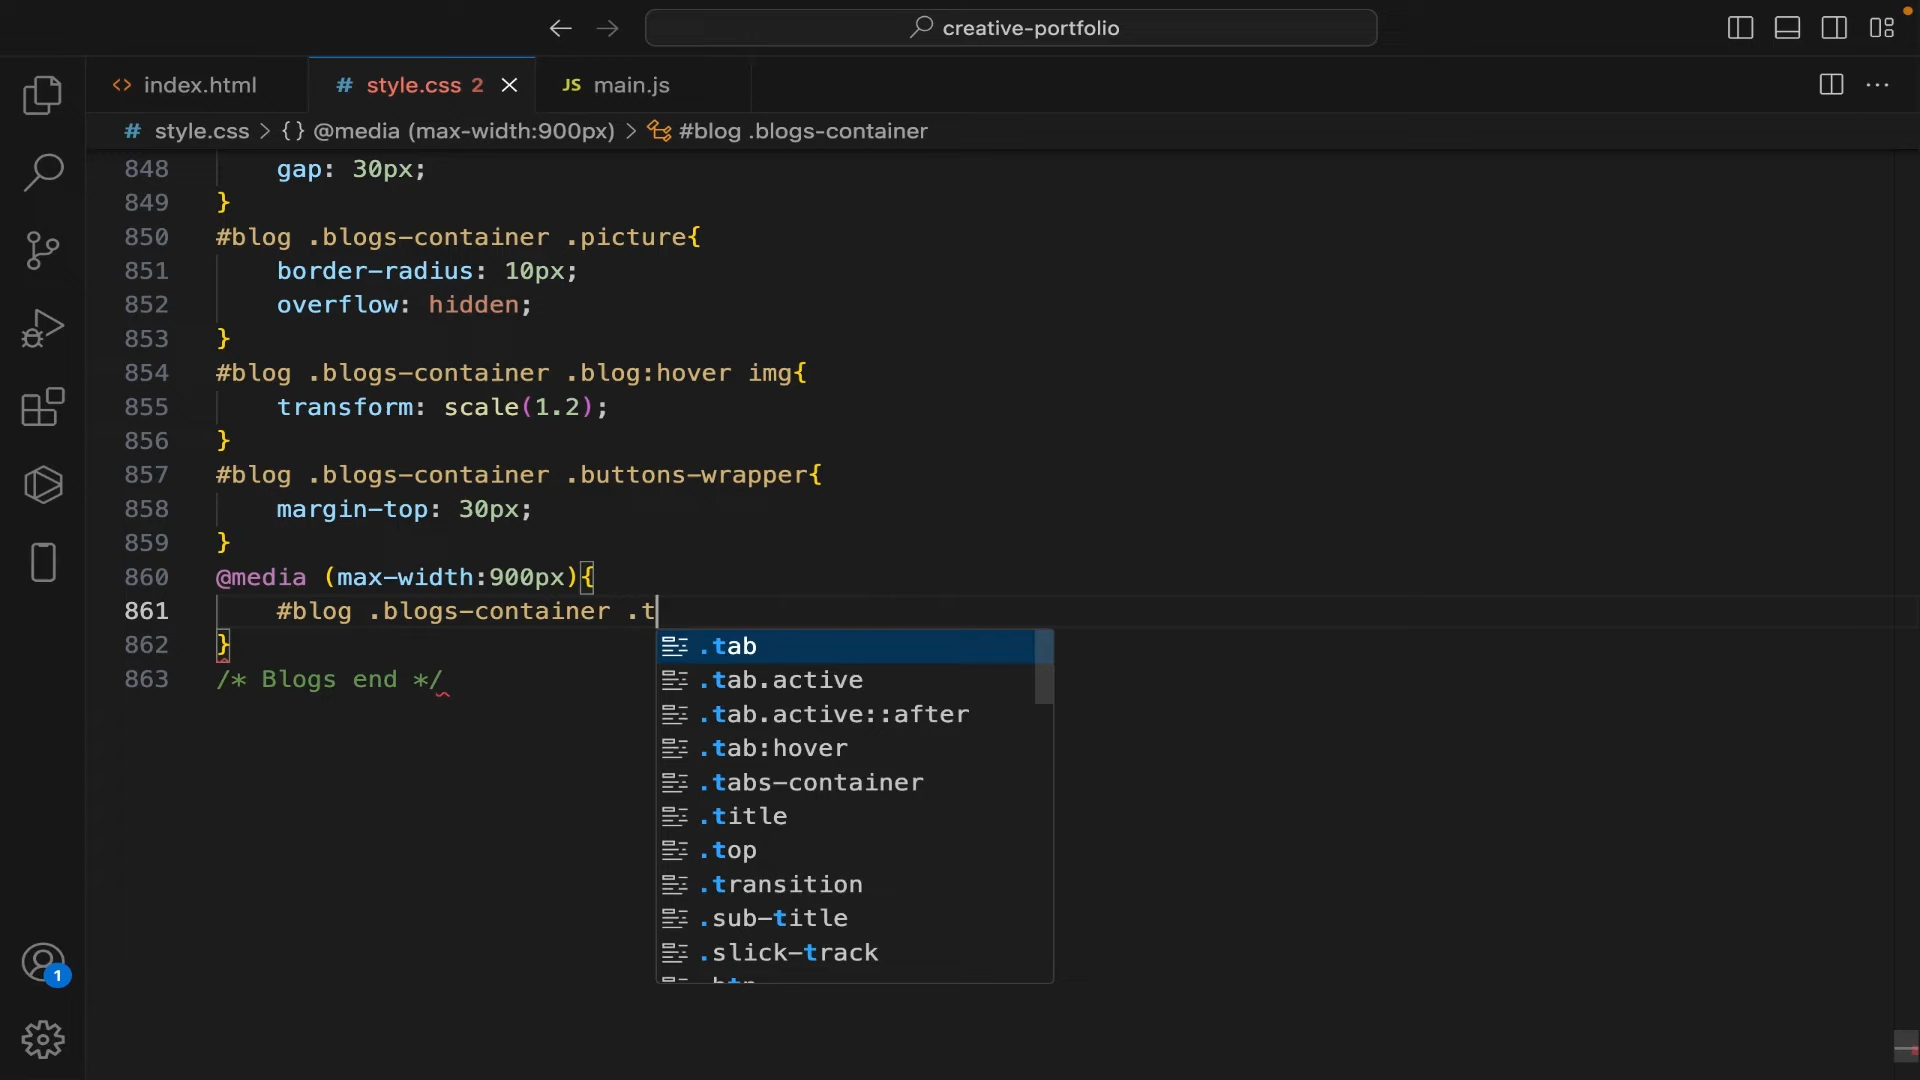 creative-portfolio
<> index.html
# style.css 2
JS main.js
# style.css > {} @media (max-width:900px) > #blog .blogs-container
848 gap: 30px;
849 }
850 #blog .blogs-container .picture{
851 border-radius: 10px;
852 overflow: hidden;
853 }
854 #blog .blogs-container .blog:hover img{
855 transform: scale(1.2);
856 }
857 #blog .blogs-container .buttons-wrapper{
858 margin-top: 30px;
859 }
860 @media (max-width:900px){
861 #blog .blogs-container .t
862 }
863 /* Blogs end */
.tab
.tab.active
.tab.active::after
.tab:hover
.tabs-container
.title
.top
.transition
.sub-title
.slick-track
1